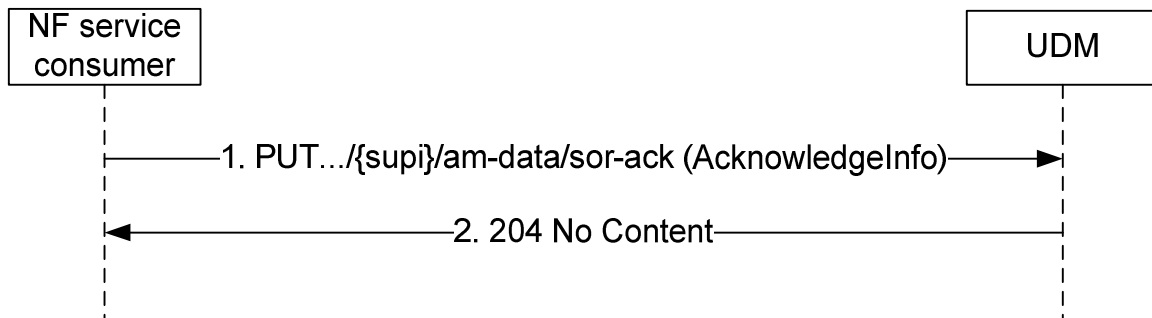 NF service
consumer
UDM
1. PUT.../{supi}/am-data/sor-ack (AcknowledgeInfo)
2. 204 No Content